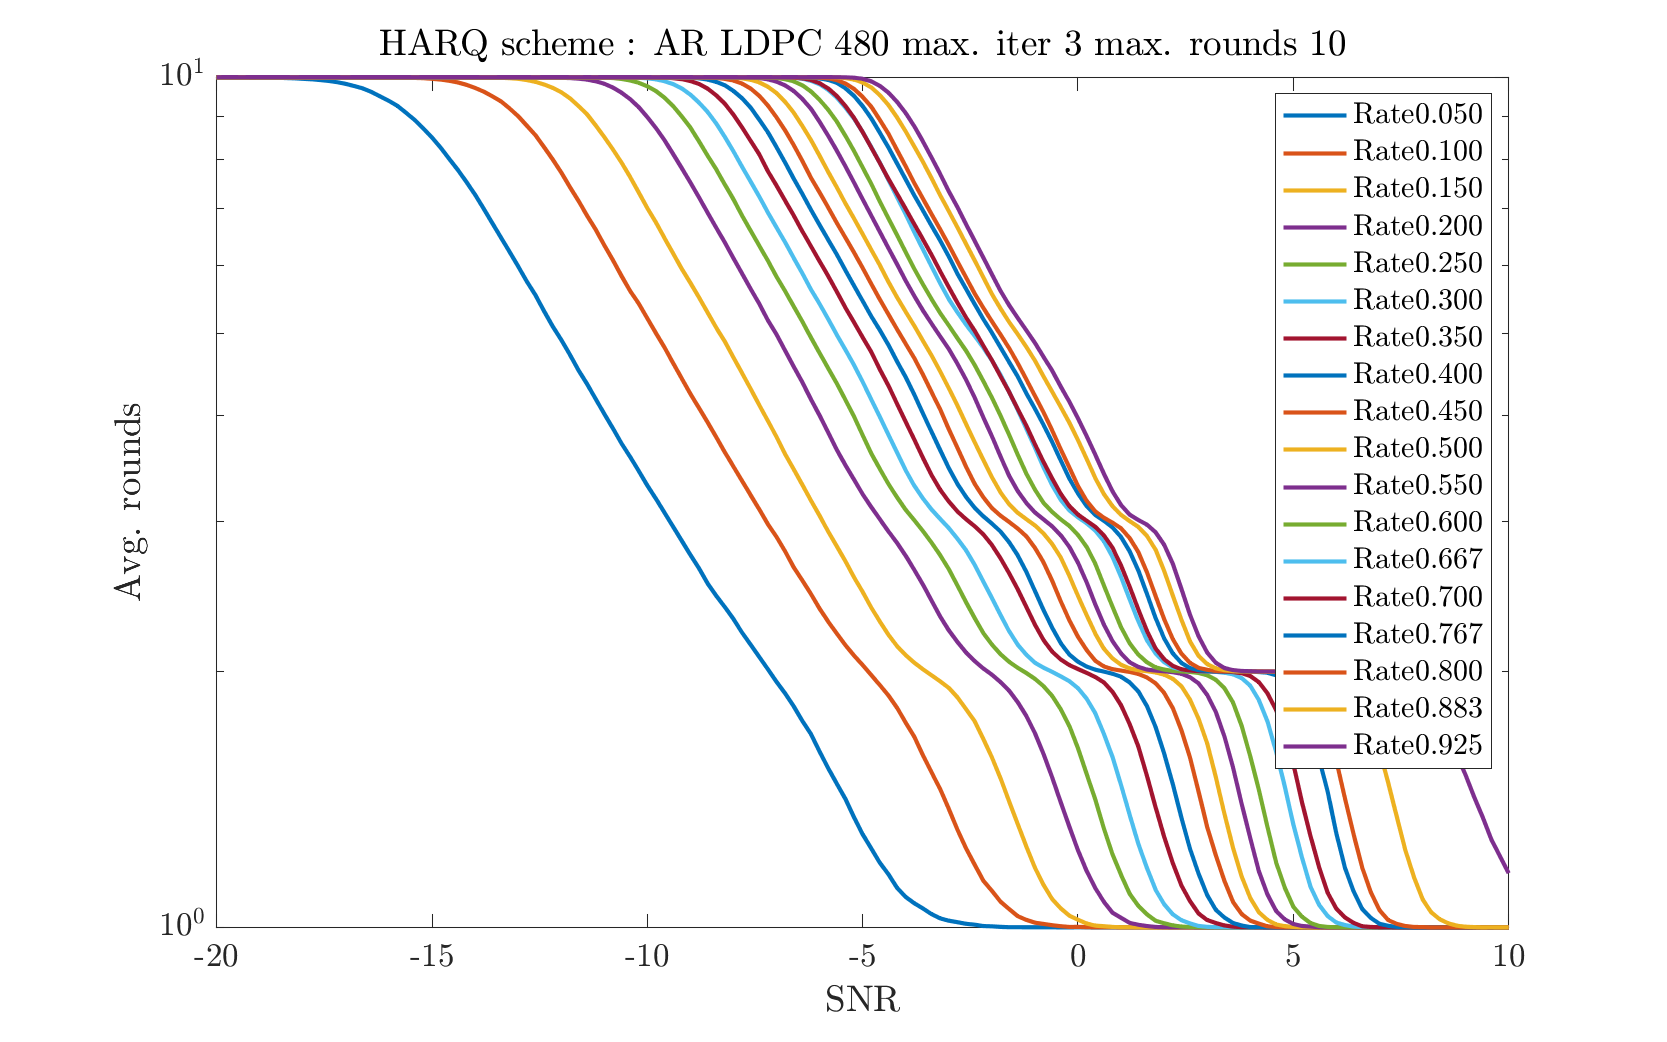 HARQ scheme : AR LDPC 480 max. iter 3 max. rounds 10
10^1
10^0
Avg. rounds
-20 -15 -10 -5 0 5 10
SNR
Rate0.050
Rate0.100
Rate0.150
Rate0.200
Rate0.250
Rate0.300
Rate0.350
Rate0.400
Rate0.450
Rate0.500
Rate0.550
Rate0.600
Rate0.667
Rate0.700
Rate0.767
Rate0.800
Rate0.883
Rate0.925